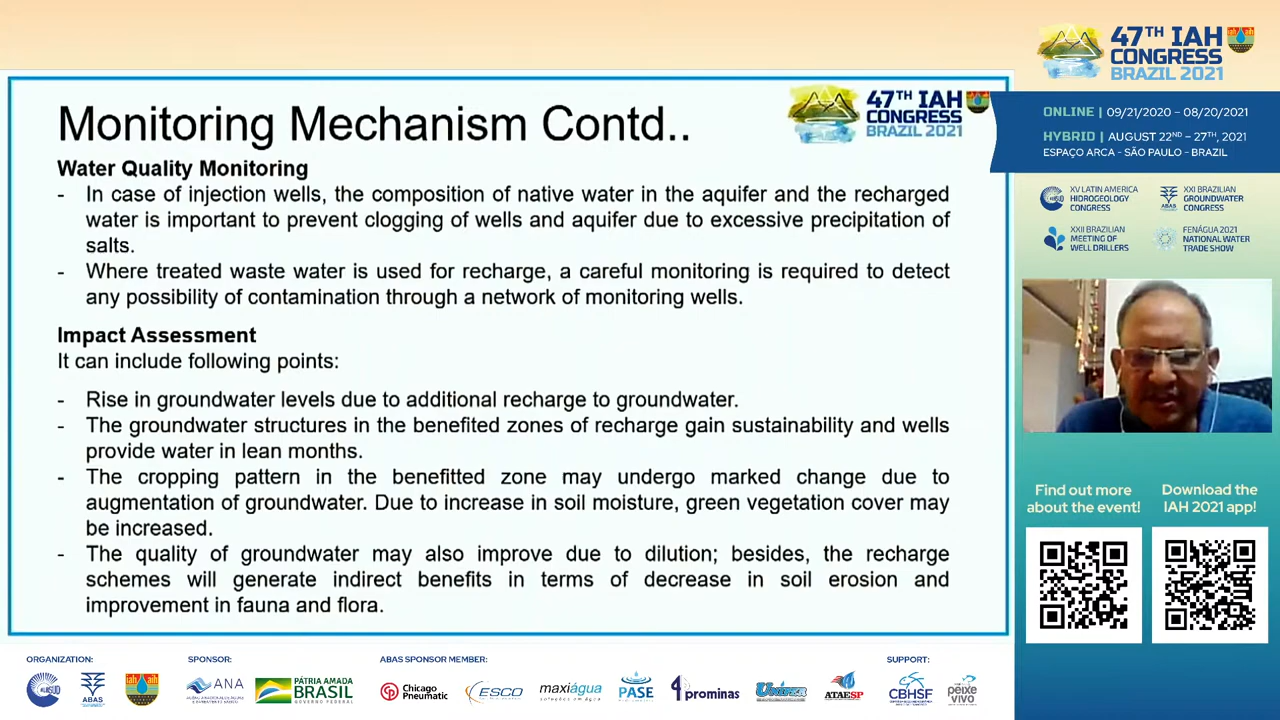 47TH IAH
CONGRESS
BRAZIL 2021
ONLINE | 09/21/2020 – 08/20/2021
HYBRID | AUGUST 22ND – 27TH, 2021
ESPAÇO ARCA - SÃO PAULO - BRAZIL
XV LATIN AMERICA
HIDROGEOLOGY
CONGRESS
XXI BRAZILIAN
GROUNDWATER
CONGRESS
XXII BRAZILIAN
MEETING OF
WELL DRILLERS
FENÁGUA 2021
NATIONAL WATER
TRADE SHOW
Monitoring Mechanism Contd..
47TH IAH
CONGRESS
BRAZIL 2021
Water Quality Monitoring
- In case of injection wells, the composition of native water in the aquifer and the recharged
water is important to prevent clogging of wells and aquifer due to excessive precipitation of
salts.
- Where treated waste water is used for recharge, a careful monitoring is required to detect
any possibility of contamination through a network of monitoring wells.
Impact Assessment
It can include following points:
- Rise in groundwater levels due to additional recharge to groundwater.
- The groundwater structures in the benefited zones of recharge gain sustainability and wells
provide water in lean months.
- The cropping pattern in the benefitted zone may undergo marked change due to
augmentation of groundwater. Due to increase in soil moisture, green vegetation cover may
be increased.
- The quality of groundwater may also improve due to dilution; besides, the recharge
schemes will generate indirect benefits in terms of decrease in soil erosion and
improvement in fauna and flora.
Find out more
about the event!
Download the
IAH 2021 app!
ORGANIZATION:
SPONSOR:
ABAS SPONSOR MEMBER:
SUPPORT:
ALHSUD
ABAS
iah aih
ANA
PÁTRIA AMADA
BRASIL
GOVERNO FEDERAL
Chicago
Pneumatic
ESCO
maxiágua
soluções em água
PASE
prominas
ATAESP
CBHSF
peixe
vivo